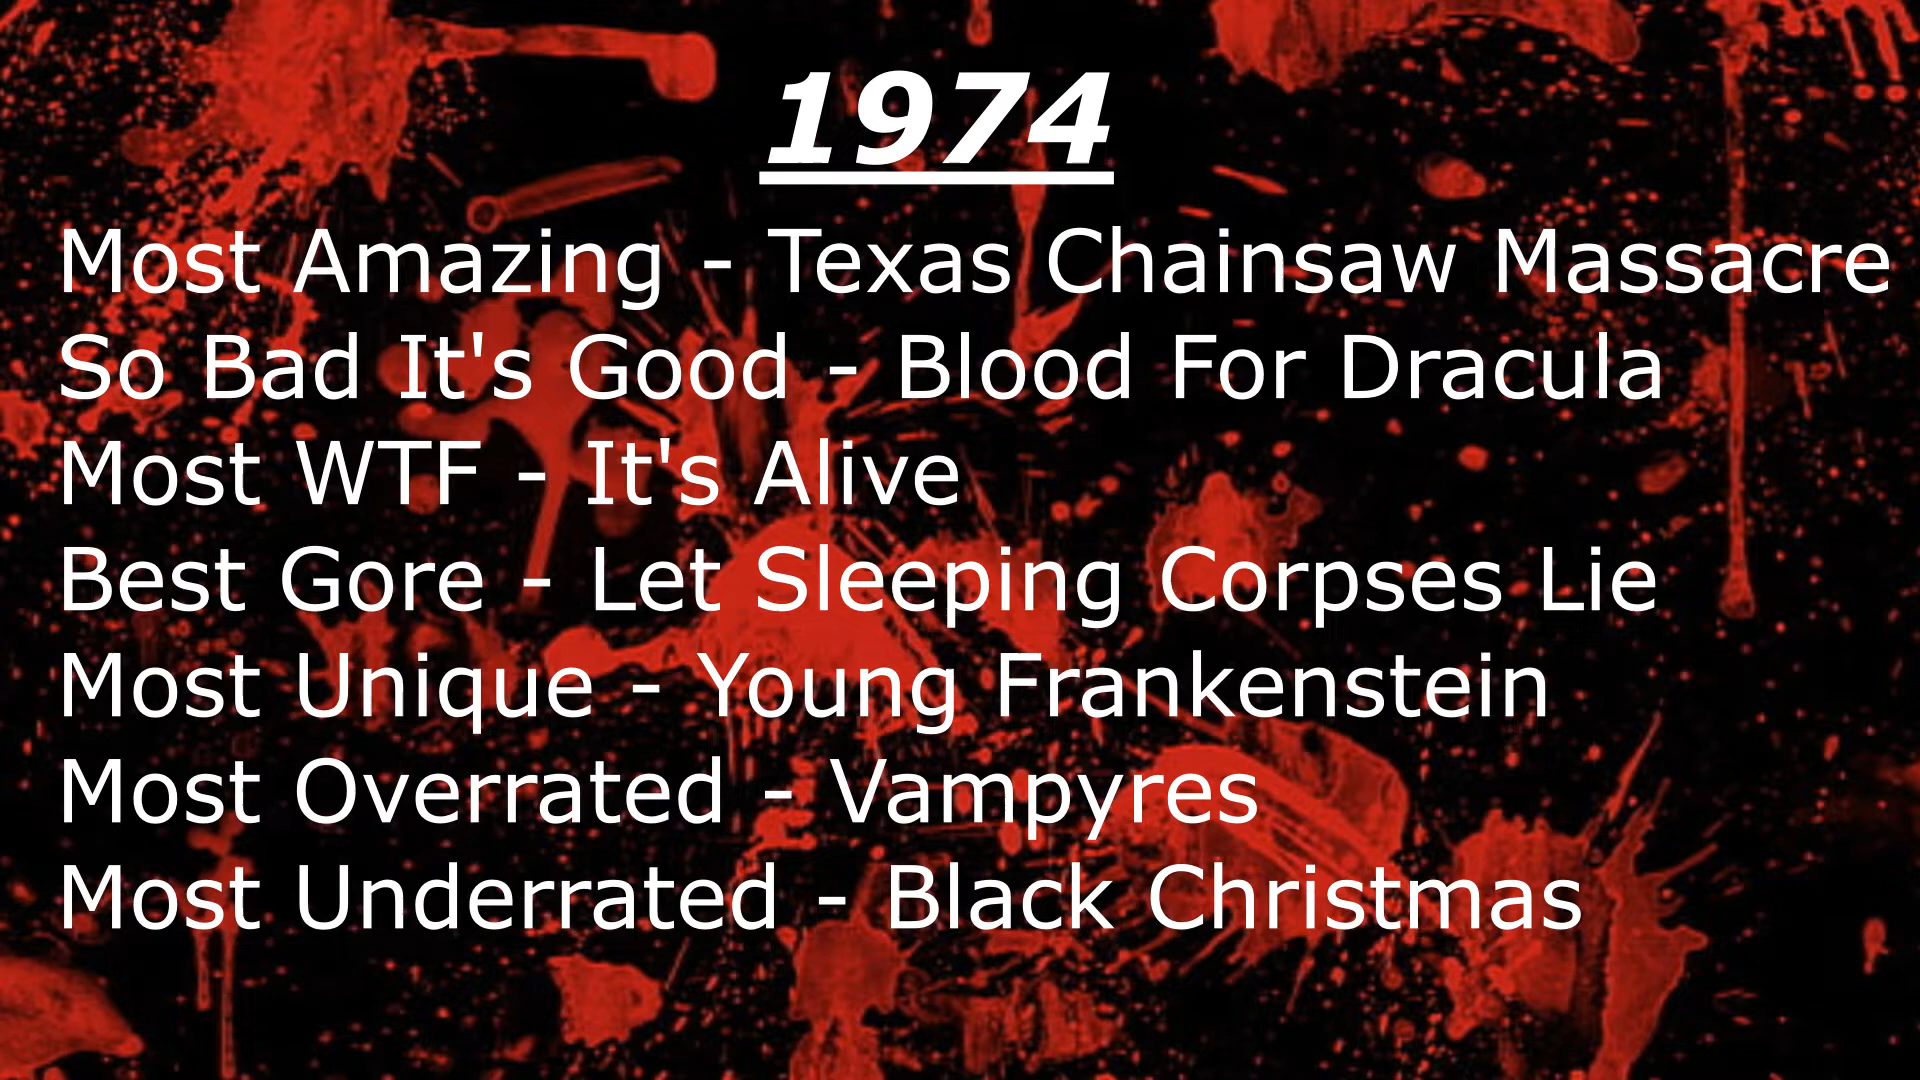 1974
Most Amazing - Texas Chainsaw Massacre
So Bad It's Good - Blood For Dracula
Most WTF - It's Alive
Best Gore - Let Sleeping Corpses Lie
Most Unique - Young Frankenstein
Most Overrated - Vampyres
Most Underrated - Black Christmas